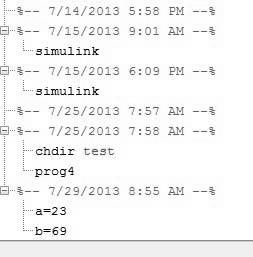 %-- 7/14/2013 5:58 PM --%
%-- 7/15/2013 9:01 AM --%
simulink
%-- 7/15/2013 6:09 PM --%
simulink
%-- 7/25/2013 7:57 AM --%
%-- 7/25/2013 7:58 AM --%
chdir test
prog4
%-- 7/29/2013 8:55 AM --%
a=23
b=69